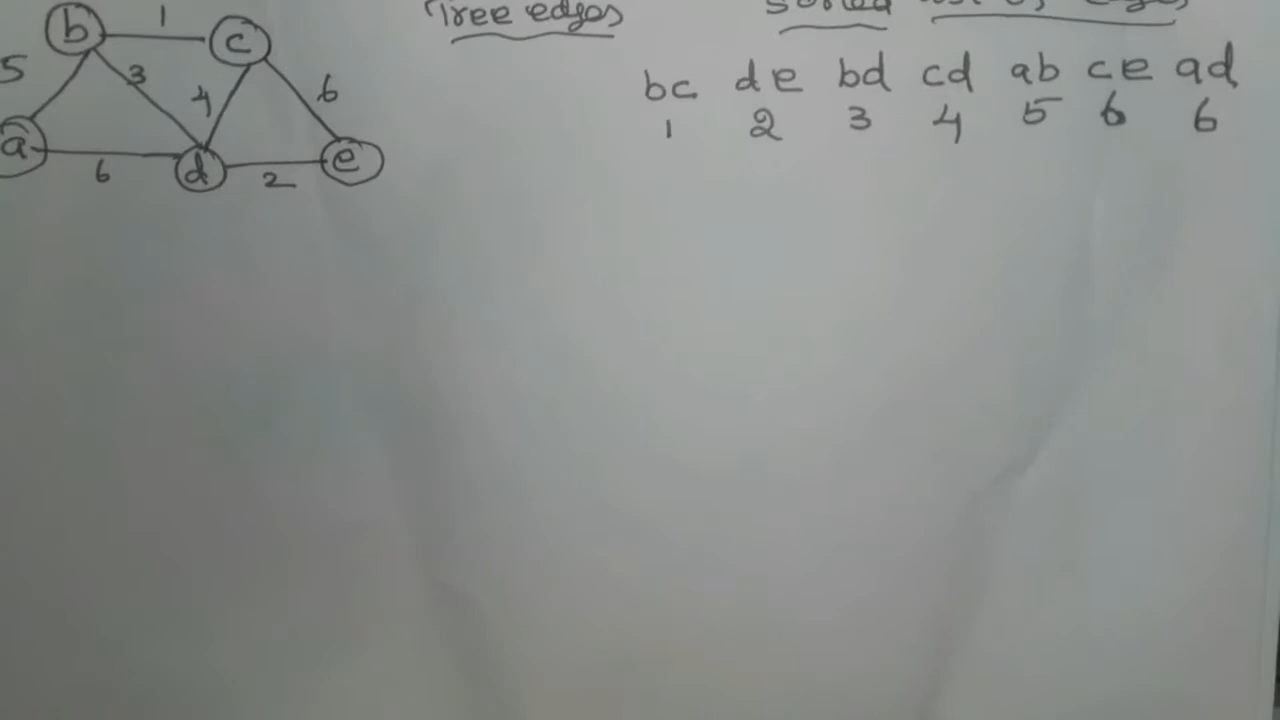 Tree edges
sorted
bc de bd cd ab ce ad
1 2 3 4 5 6 6
b 1 c
5 3 4 6
a 6 d 2 e